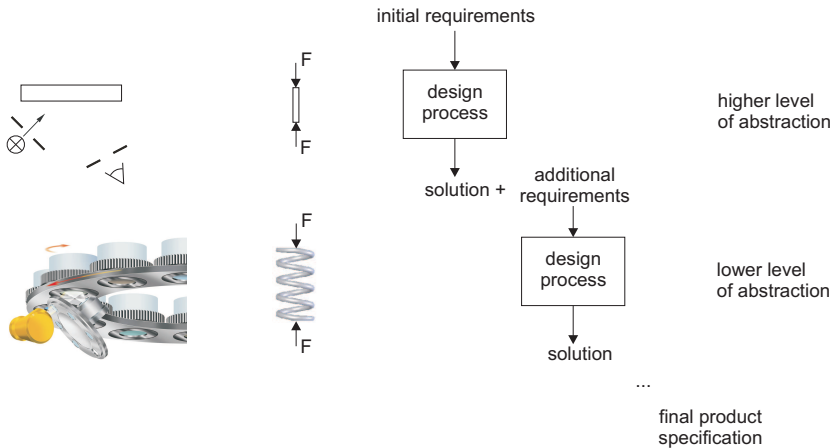 initial requirements
F
design
process
higher level
of abstraction
F
solution +
additional
requirements
F
design
process
lower level
of abstraction
F
solution
...
final product
specification